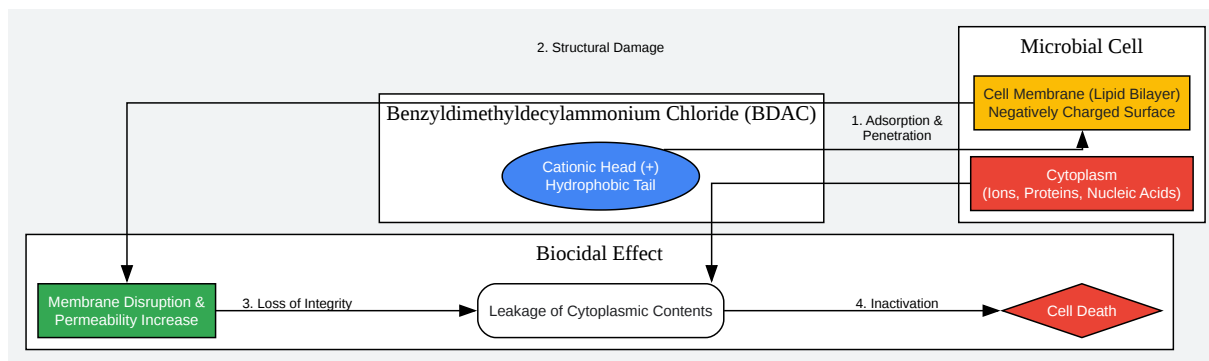 2. Structural Damage
Microbial Cell
Cell Membrane (Lipid Bilayer)
Negatively Charged Surface
Benzyldimethyldecylammonium Chloride (BDAC)
1. Adsorption &
Penetration
Cationic Head (+)
Hydrophobic Tail
Cytoplasm
(Ions, Proteins, Nucleic Acids)
Biocidal Effect
Membrane Disruption &
Permeability Increase
3. Loss of Integrity
Leakage of Cytoplasmic Contents
4. Inactivation
Cell Death